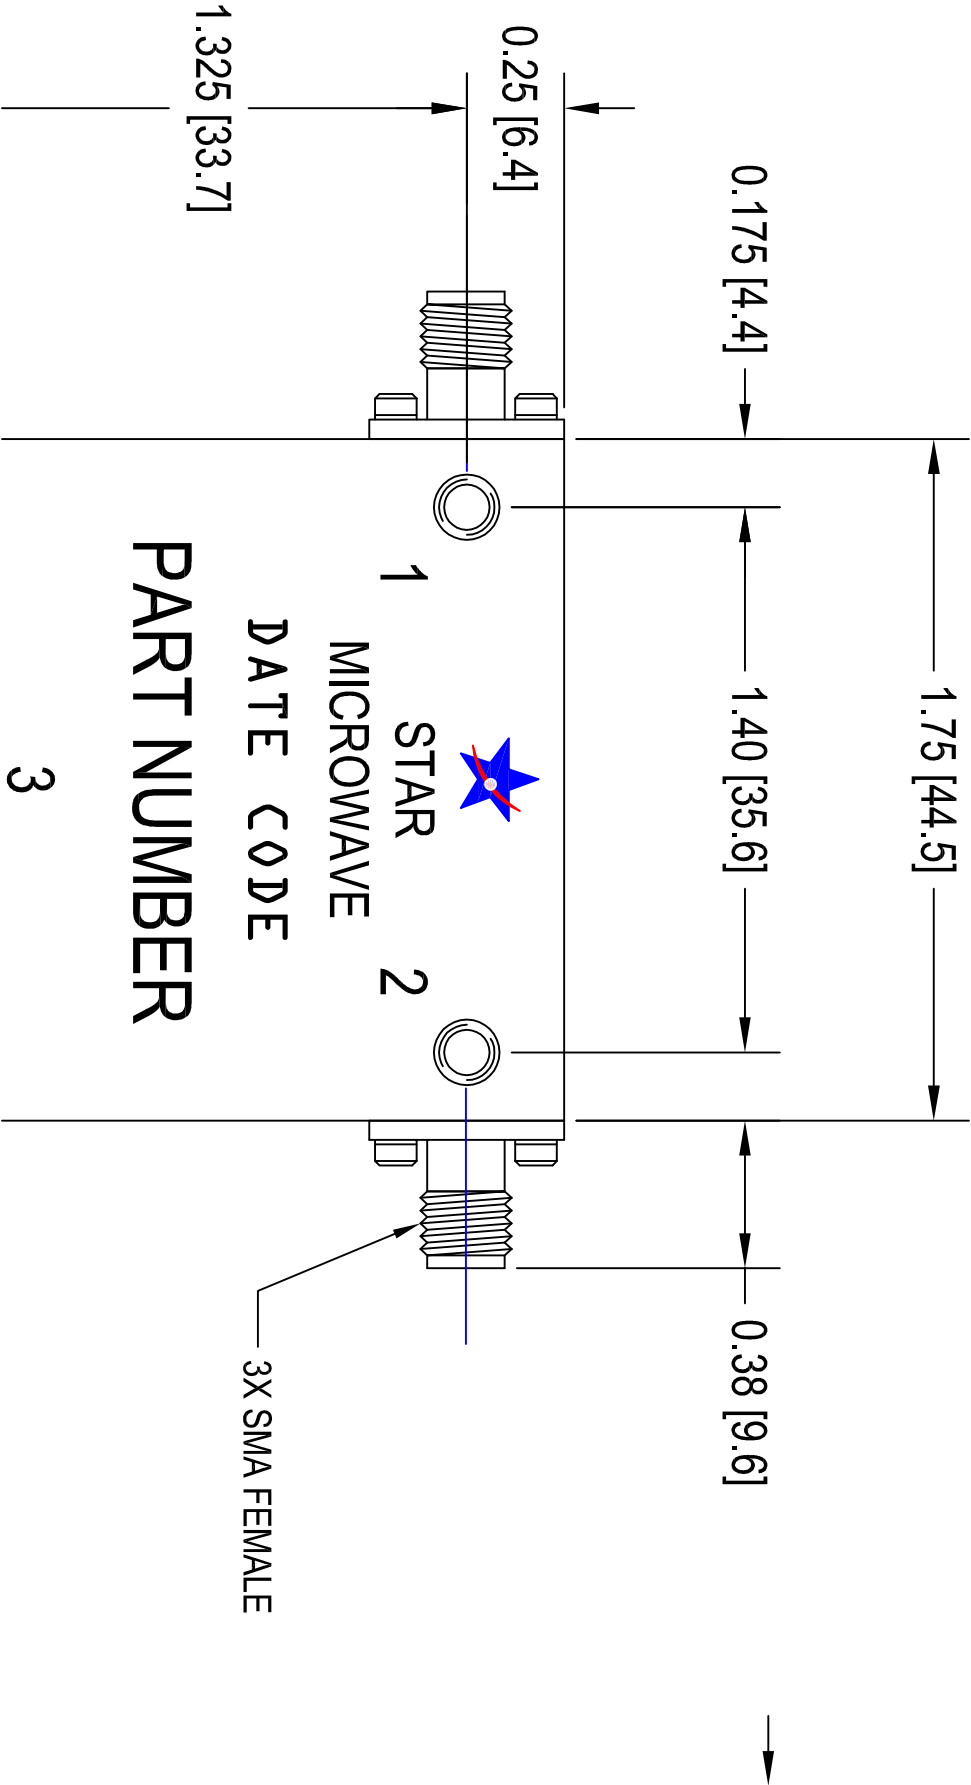 1.75 [44.5]
0.175 [4.4]
1.40 [35.6]
0.38 [9.6]
0.25 [6.4]
1.325 [33.7]
1
2
STAR
MICROWAVE
DATE CODE
PART NUMBER
3
3X SMA FEMALE